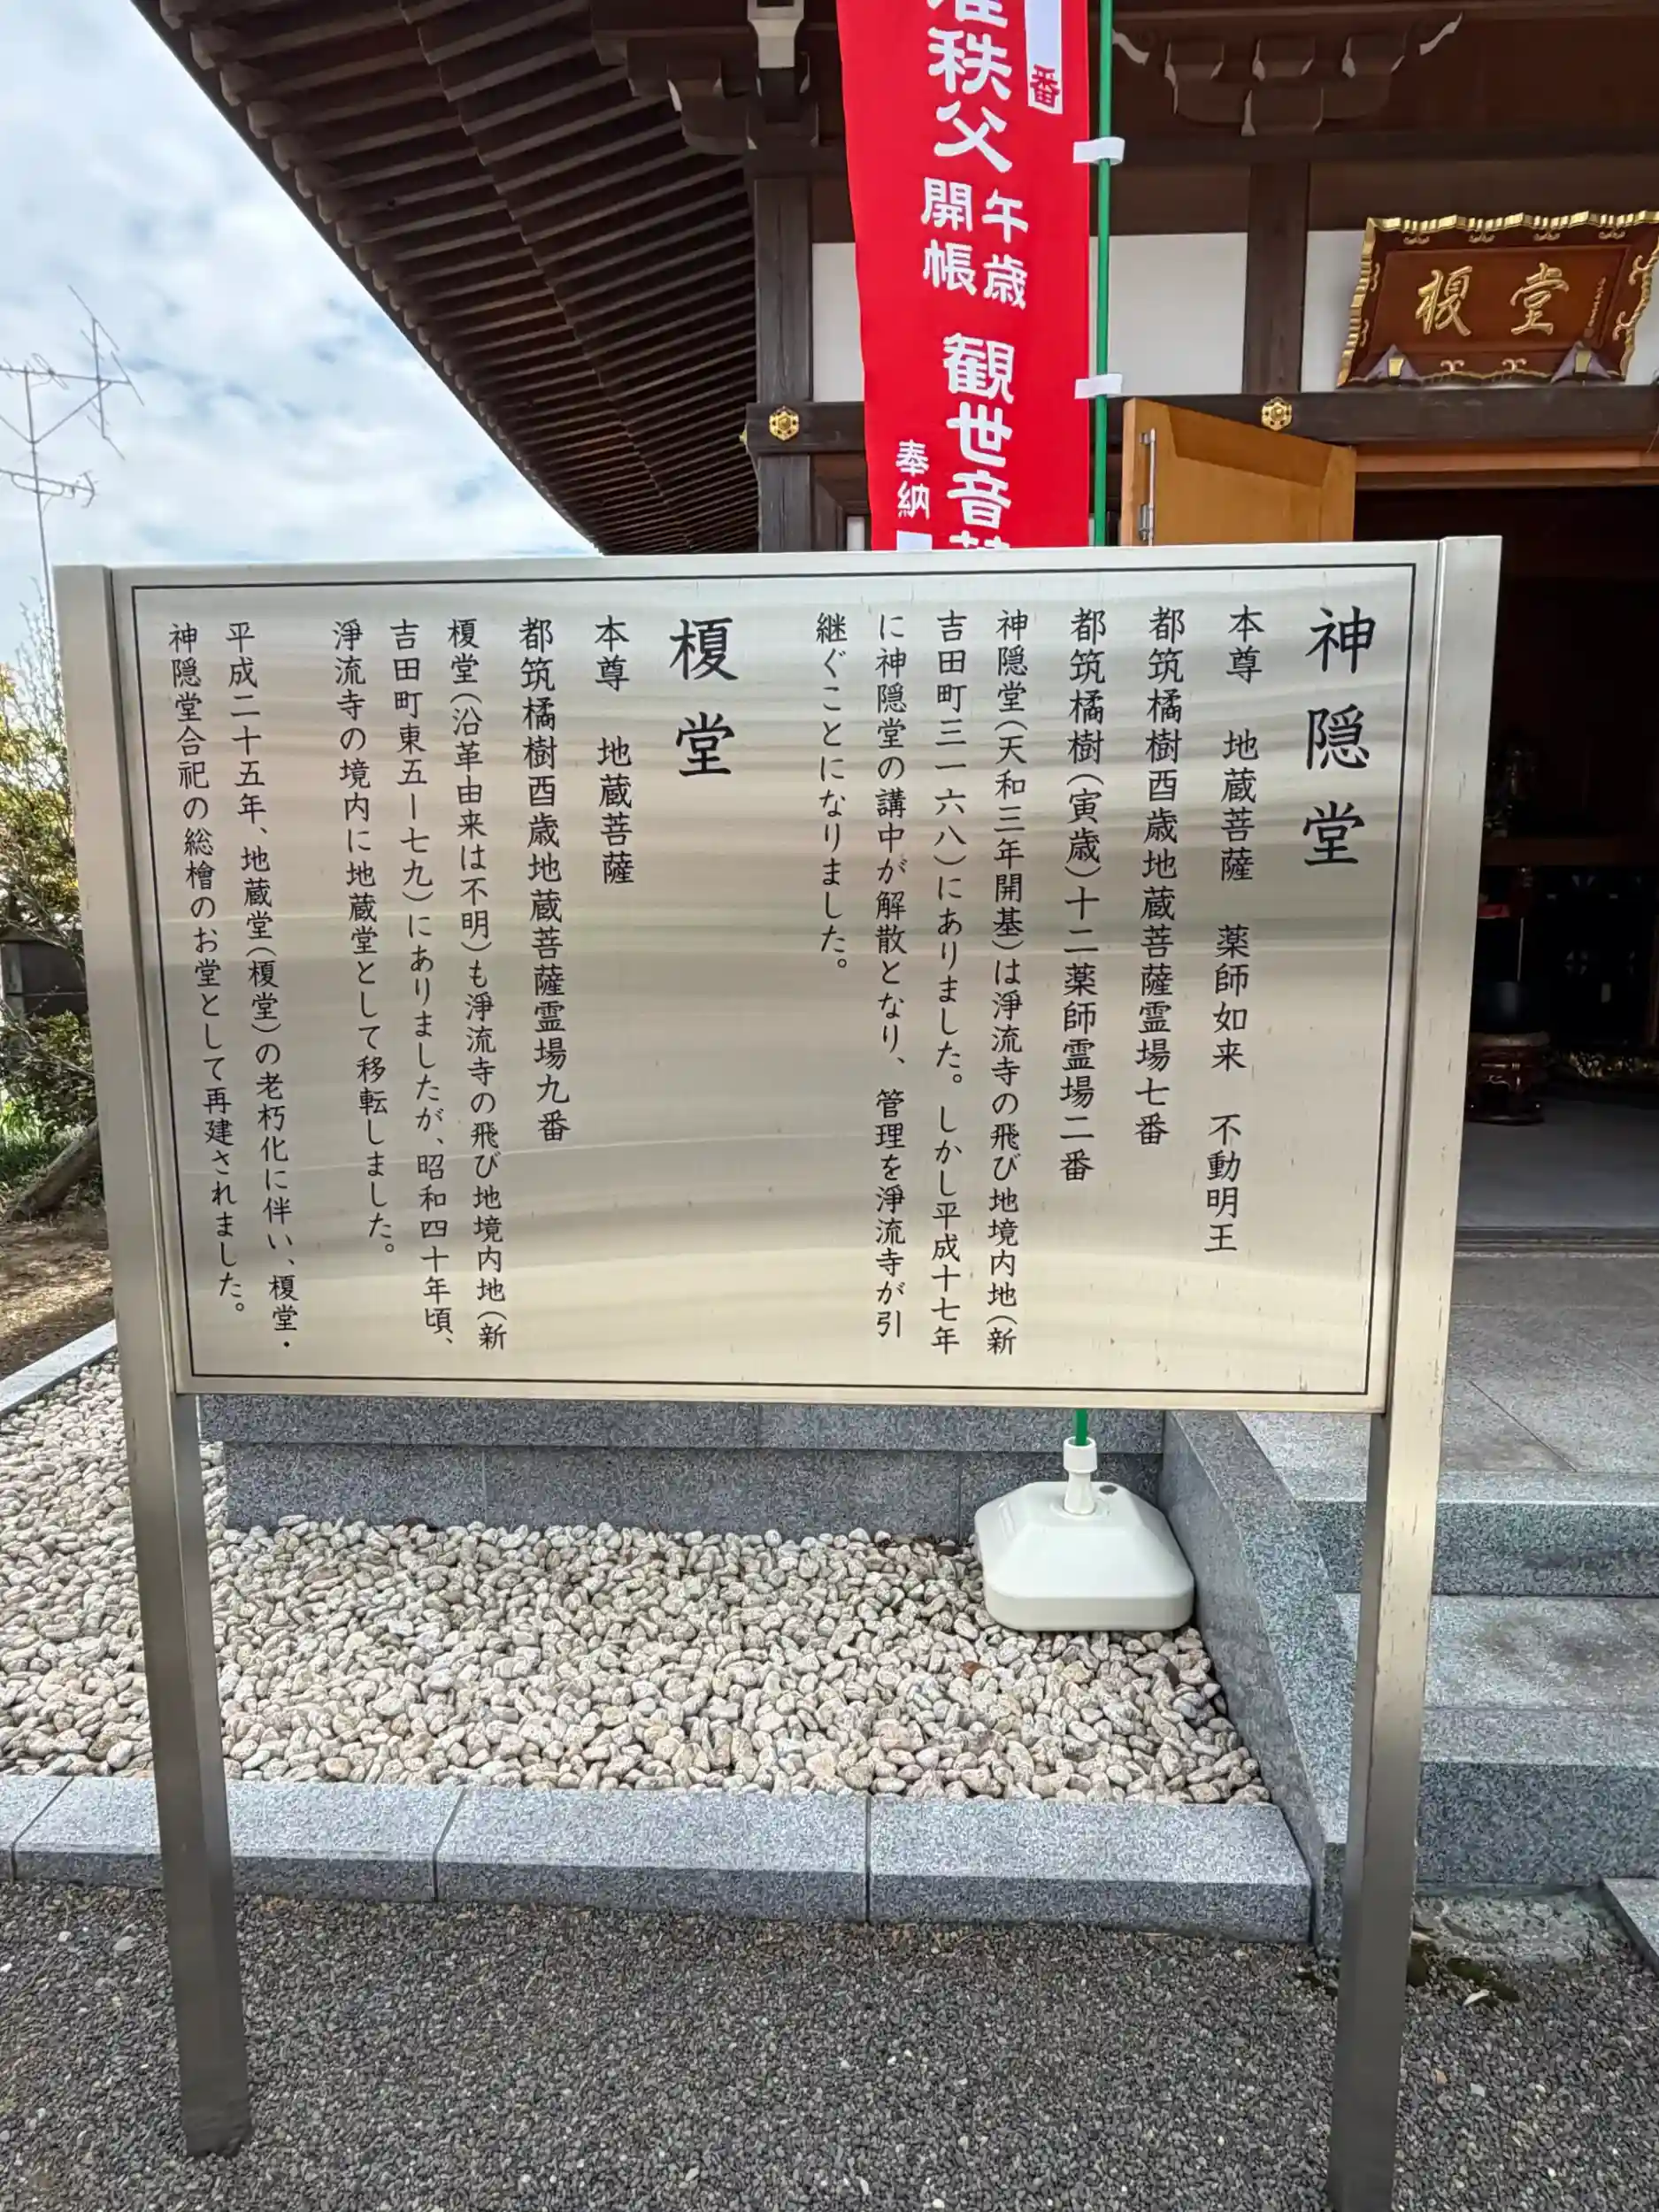 番
秩父
午歳
開帳
観世音
奉納
榎堂
神隠堂
本尊　地蔵菩薩　薬師如来　不動明王
都筑橘樹酉歳地蔵菩薩霊場七番
都筑橘樹（寅歳）十二薬師霊場二番
神隠堂（天和三年開基）は淨流寺の飛び地境内地（新
吉田町三一六八）にありました。しかし平成十七年
に神隠堂の講中が解散となり、管理を淨流寺が引
継ぐことになりました。
榎堂
本尊　地蔵菩薩
都筑橘樹酉歳地蔵菩薩霊場九番
榎堂（沿革由来は不明）も淨流寺の飛び地境内地（新
吉田町東五ー七九）にありましたが、昭和四十年頃、
淨流寺の境内に地蔵堂として移転しました。
平成二十五年、地蔵堂（榎堂）の老朽化に伴い、榎堂・
神隠堂合祀の総檜のお堂として再建されました。